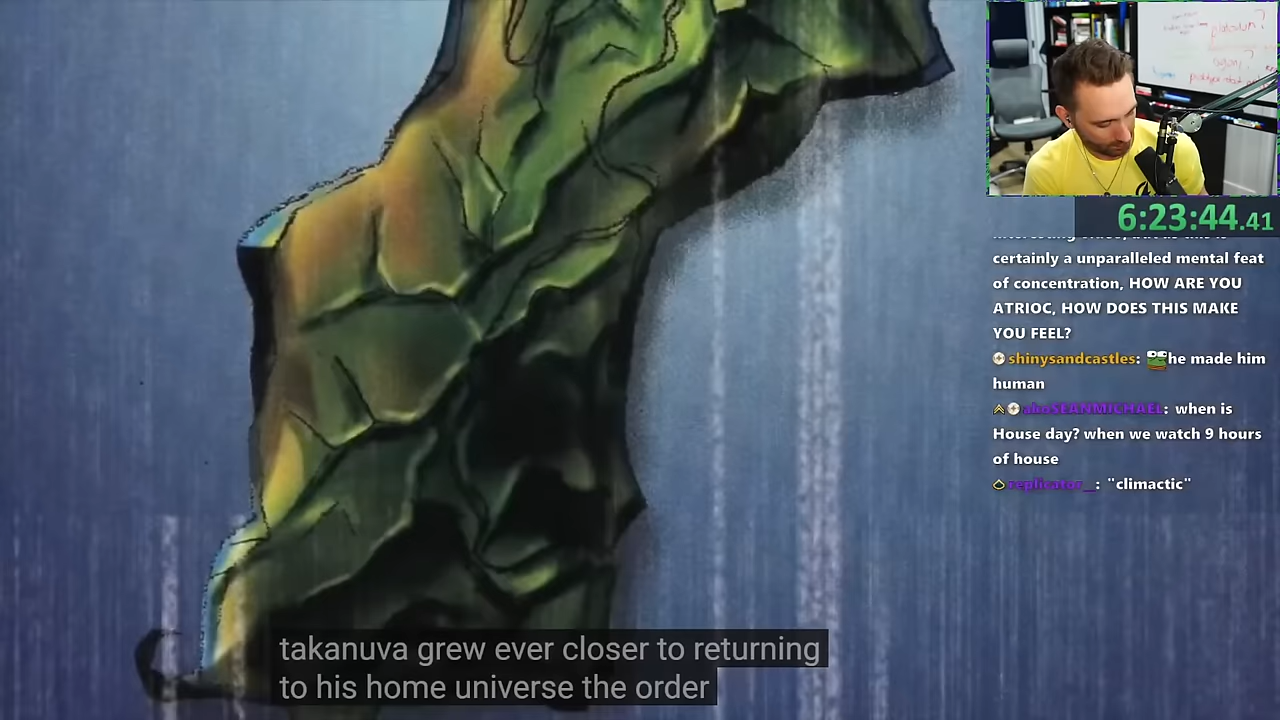 platodun?
6:23:44.41
certainly a unparalleled mental feat
of concentration, HOW ARE YOU
ATRIOC, HOW DOES THIS MAKE
YOU FEEL?
shinysandcastles: he made him
human
: when is
House day? when we watch 9 hours
of house
replicator__: "climactic"
takanuva grew ever closer to returning
to his home universe the order